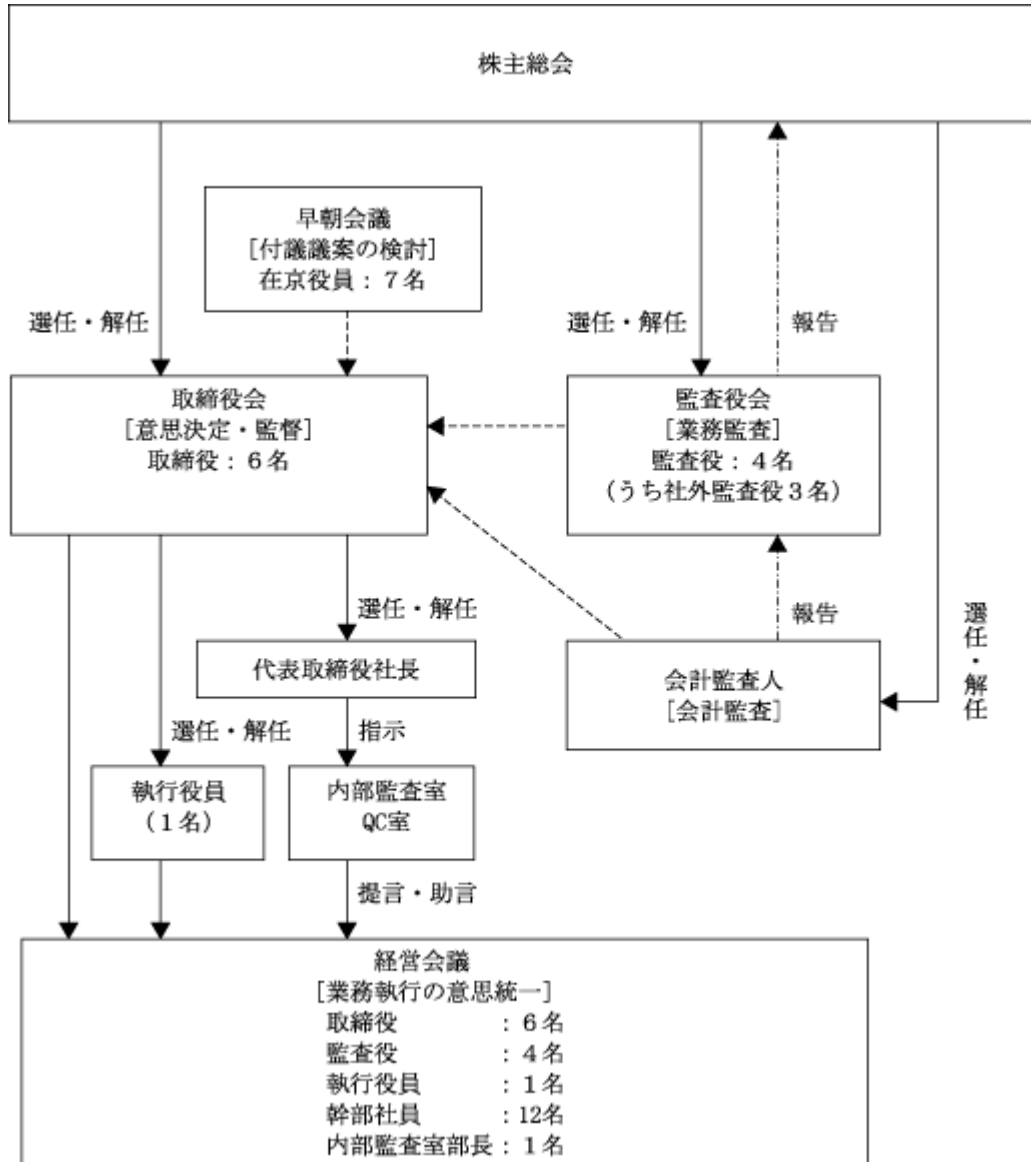 株主総会
早朝会議
[付議議案の検討]
在京役員：７名
選任・解任
選任・解任
報告
取締役会
[意思決定・監督]
取締役：６名
監査役会
[業務監査]
監査役：４名
（うち社外監査役３名）
選任・解任
報告
選任・解任
代表取締役社長
会計監査人
[会計監査]
選任・解任
指示
執行役員
（１名）
内部監査室
QC室
提言・助言
経営会議
[業務執行の意思統一]
取締役　　　　：６名
監査役　　　　：４名
執行役員　　　：１名
幹部社員　　　：12名
内部監査室部長：１名